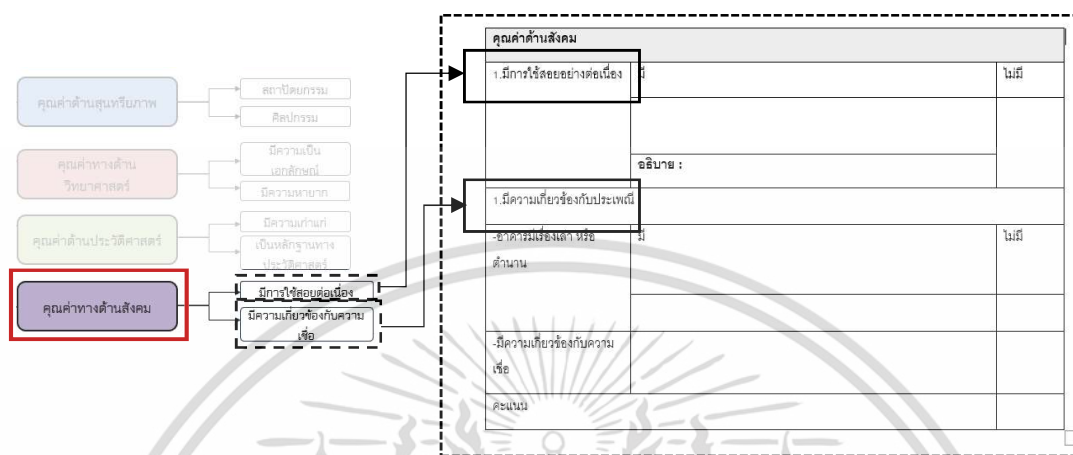 คุณค่าด้านสุนทรียภาพ
สถาปัตยกรรม
ศิลปกรรม
คุณค่าทางด้าน
วิทยาศาสตร์
มีความเป็น
เอกลักษณ์
มีความหายาก
คุณค่าด้านประวัติศาสตร์
มีความเก่าแก่
เป็นหลักฐานทาง
ประวัติศาสตร์
คุณค่าทางด้านสังคม
มีการใช้สอยต่อเนื่อง
มีความเกี่ยวข้องกับความ
เชื่อ
คุณค่าด้านสังคม
1.มีการใช้สอยอย่างต่อเนื่อง มี ไม่มี
อธิบาย :
1.มีความเกี่ยวข้องกับประเพณี
-อาคารมีเรื่องเล่า หรือ มี ไม่มี
ตำนาน
-มีความเกี่ยวข้องกับความ
เชื่อ
คะแนน